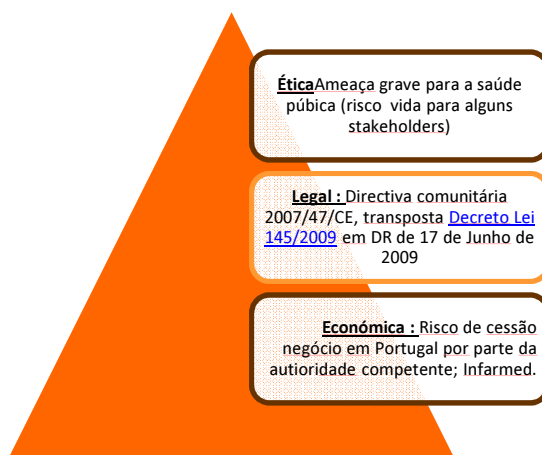 ÉticaAmeaça grave para a saúde
púbica (risco vida para alguns
stakeholders)
Legal : Directiva comunitária
2007/47/CE, transposta Decreto Lei
145/2009 em DR de 17 de Junho de
2009
Económica : Risco de cessão
negócio em Portugal por parte da
autioridade competente; Infarmed.